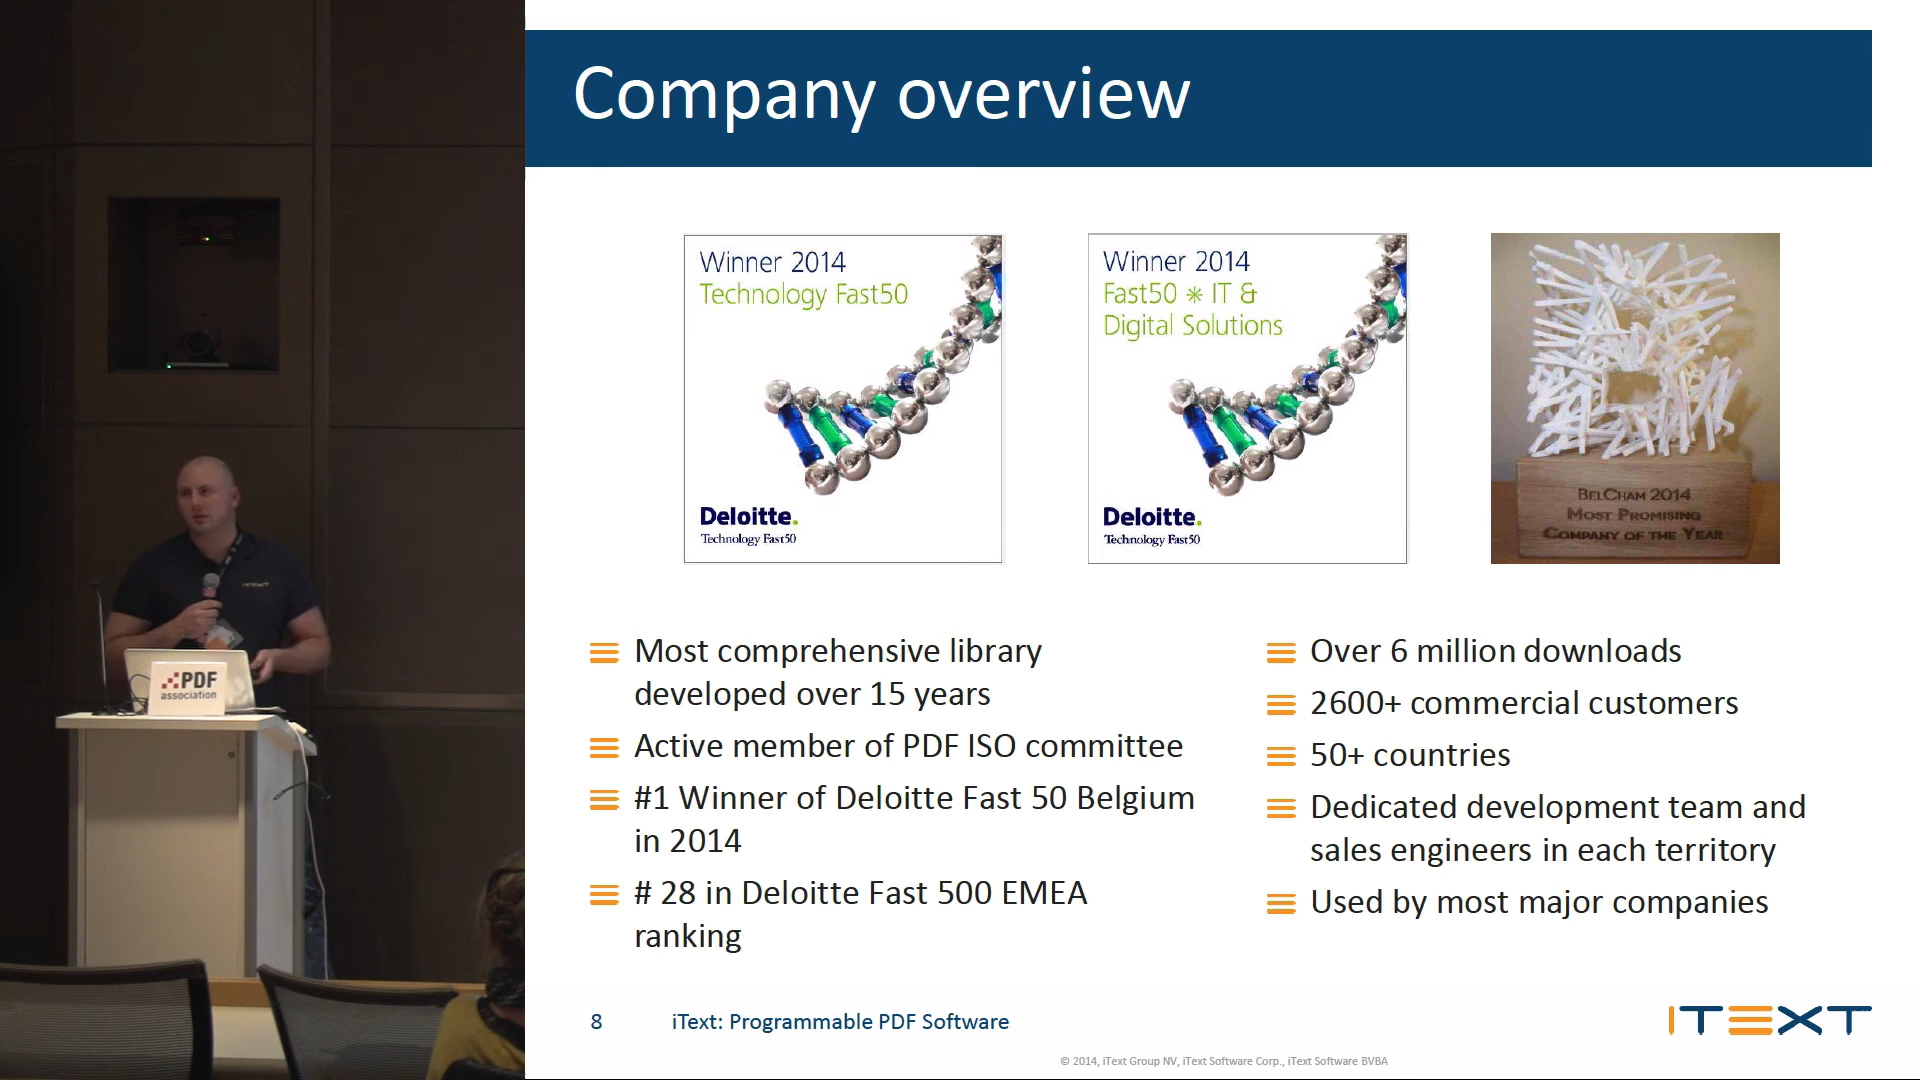 Company overview
Winner 2014
Technology Fast50
Deloitte.
Technology Fast50
Winner 2014
Fast50 * IT &
Digital Solutions
Deloitte.
Technology Fast50
BELCHAM 2014
MOST PROMISING
COMPANY OF THE YEAR
Most comprehensive library
developed over 15 years
Active member of PDF ISO committee
#1 Winner of Deloitte Fast 50 Belgium
in 2014
# 28 in Deloitte Fast 500 EMEA
ranking
Over 6 million downloads
2600+ commercial customers
50+ countries
Dedicated development team and
sales engineers in each territory
Used by most major companies
8
iText: Programmable PDF Software
iTEXT
© 2014, iText Group NV, iText Software Corp., iText Software BVBA
PDF
association